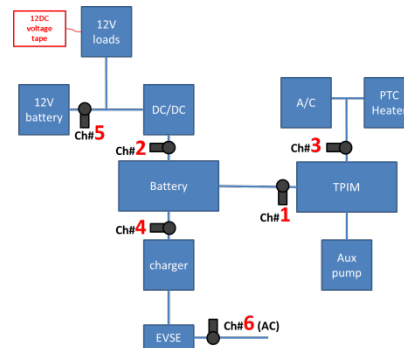 12DC
voltage
tape
12V
loads
12V
battery
Ch#5
DC/DC
Ch#2
A/C
PTC
Heater
Ch#3
Battery
Ch#1
TPIM
Ch#4
charger
Aux
pump
Ch#6 (AC)
EVSE